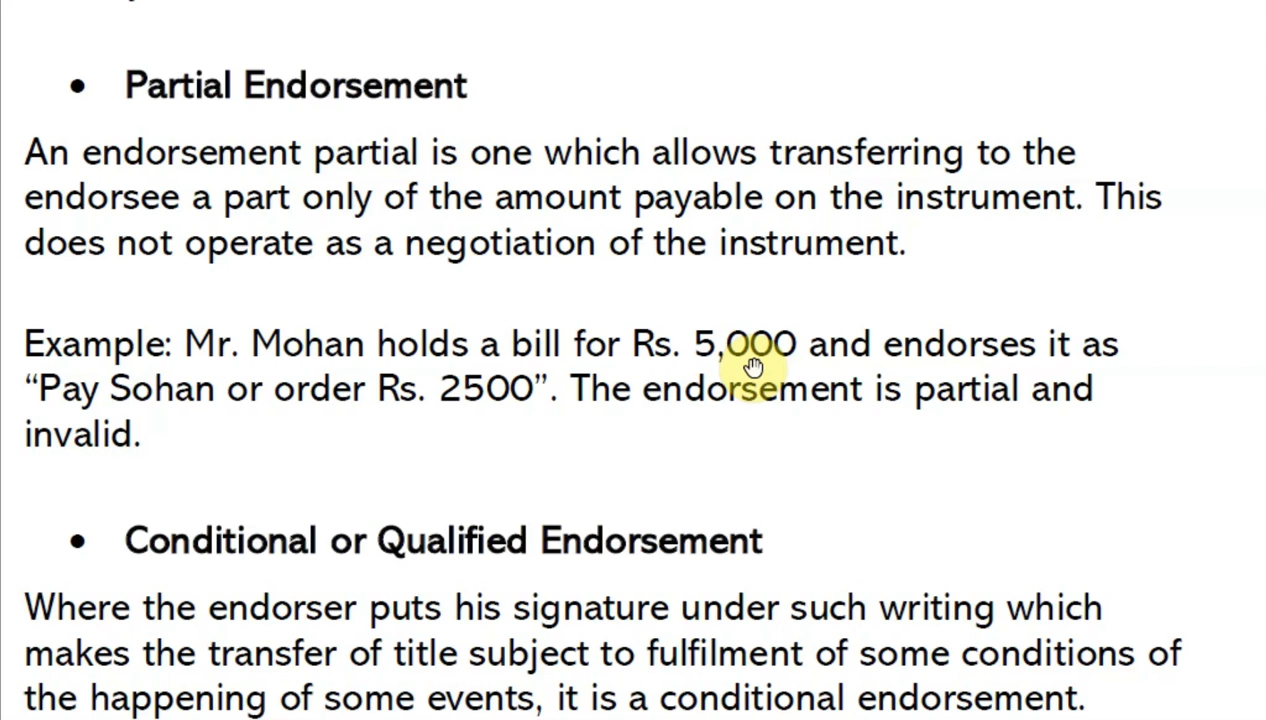 • Partial Endorsement
An endorsement partial is one which allows transferring to the
endorsee a part only of the amount payable on the instrument. This
does not operate as a negotiation of the instrument.
Example: Mr. Mohan holds a bill for Rs. 5,000 and endorses it as
“Pay Sohan or order Rs. 2500”. The endorsement is partial and
invalid.
• Conditional or Qualified Endorsement
Where the endorser puts his signature under such writing which
makes the transfer of title subject to fulfilment of some conditions of
the happening of some events, it is a conditional endorsement.